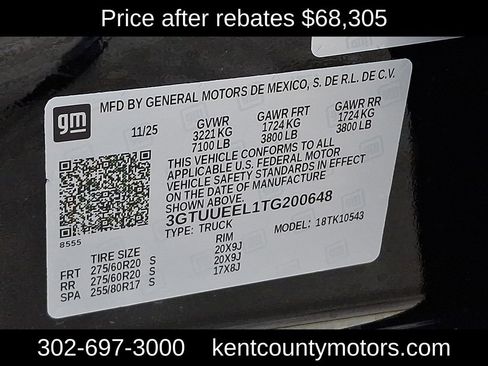 Price after rebates $68,305
gm
MFD BY GENERAL MOTORS DE MEXICO, S. DE R.L. DE C.V.
11/25 GVWR GAWR FRT GAWR RR
3221 KG 1724 KG 1724 KG
7100 LB 3800 LB 3800 LB
THIS VEHICLE CONFORMS TO ALL
APPLICABLE U.S. FEDERAL MOTOR
VEHICLE SAFETY STANDARDS IN EFFECT
ON THE DATE OF MANUFACTURE
3GTUUEEL1TG200648
TYPE: TRUCK MODEL: 18TK10543
8555
TIRE SIZE RIM
FRT 275/60R20 S 20X9J
RR 275/60R20 S 20X9J
SPA 255/80R17 S 17X8J
302-697-3000 kentcountymotors.com